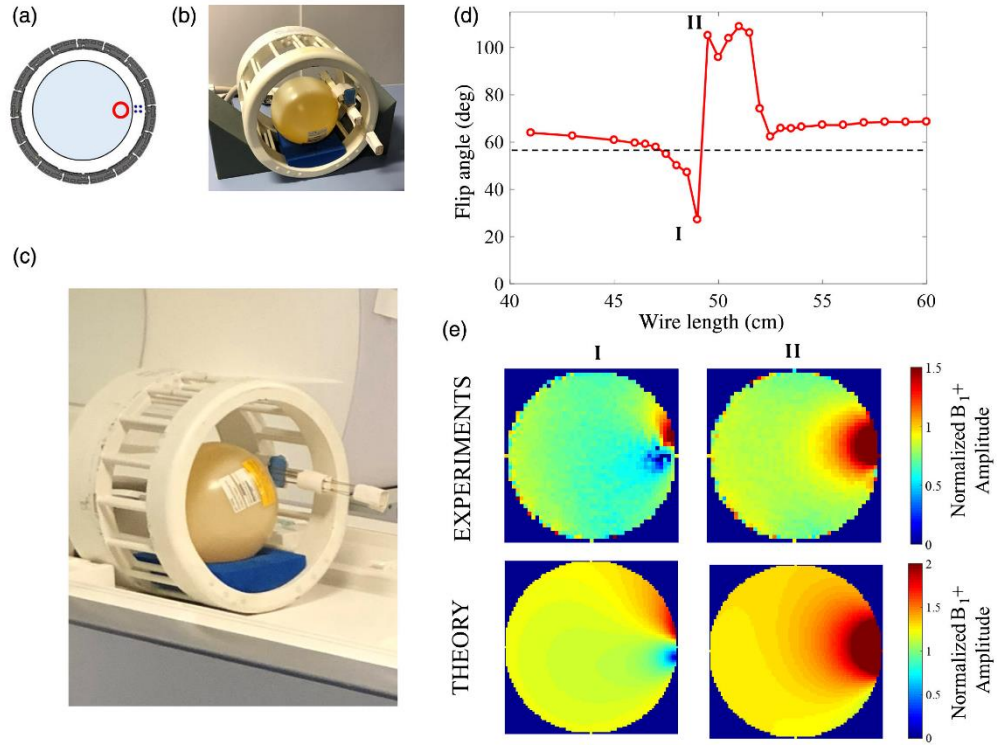 (a)
(b)
(c)
(d)
Flip angle (deg)
100
80
60
40
20
0
40
45
50
55
60
Wire length (cm)
I
II
(e)
I
II
EXPERIMENTS
THEORY
1.5
1
0.5
0
Normalized B1+
Amplitude
2
1.5
1
0.5
0
Normalized B1+
Amplitude